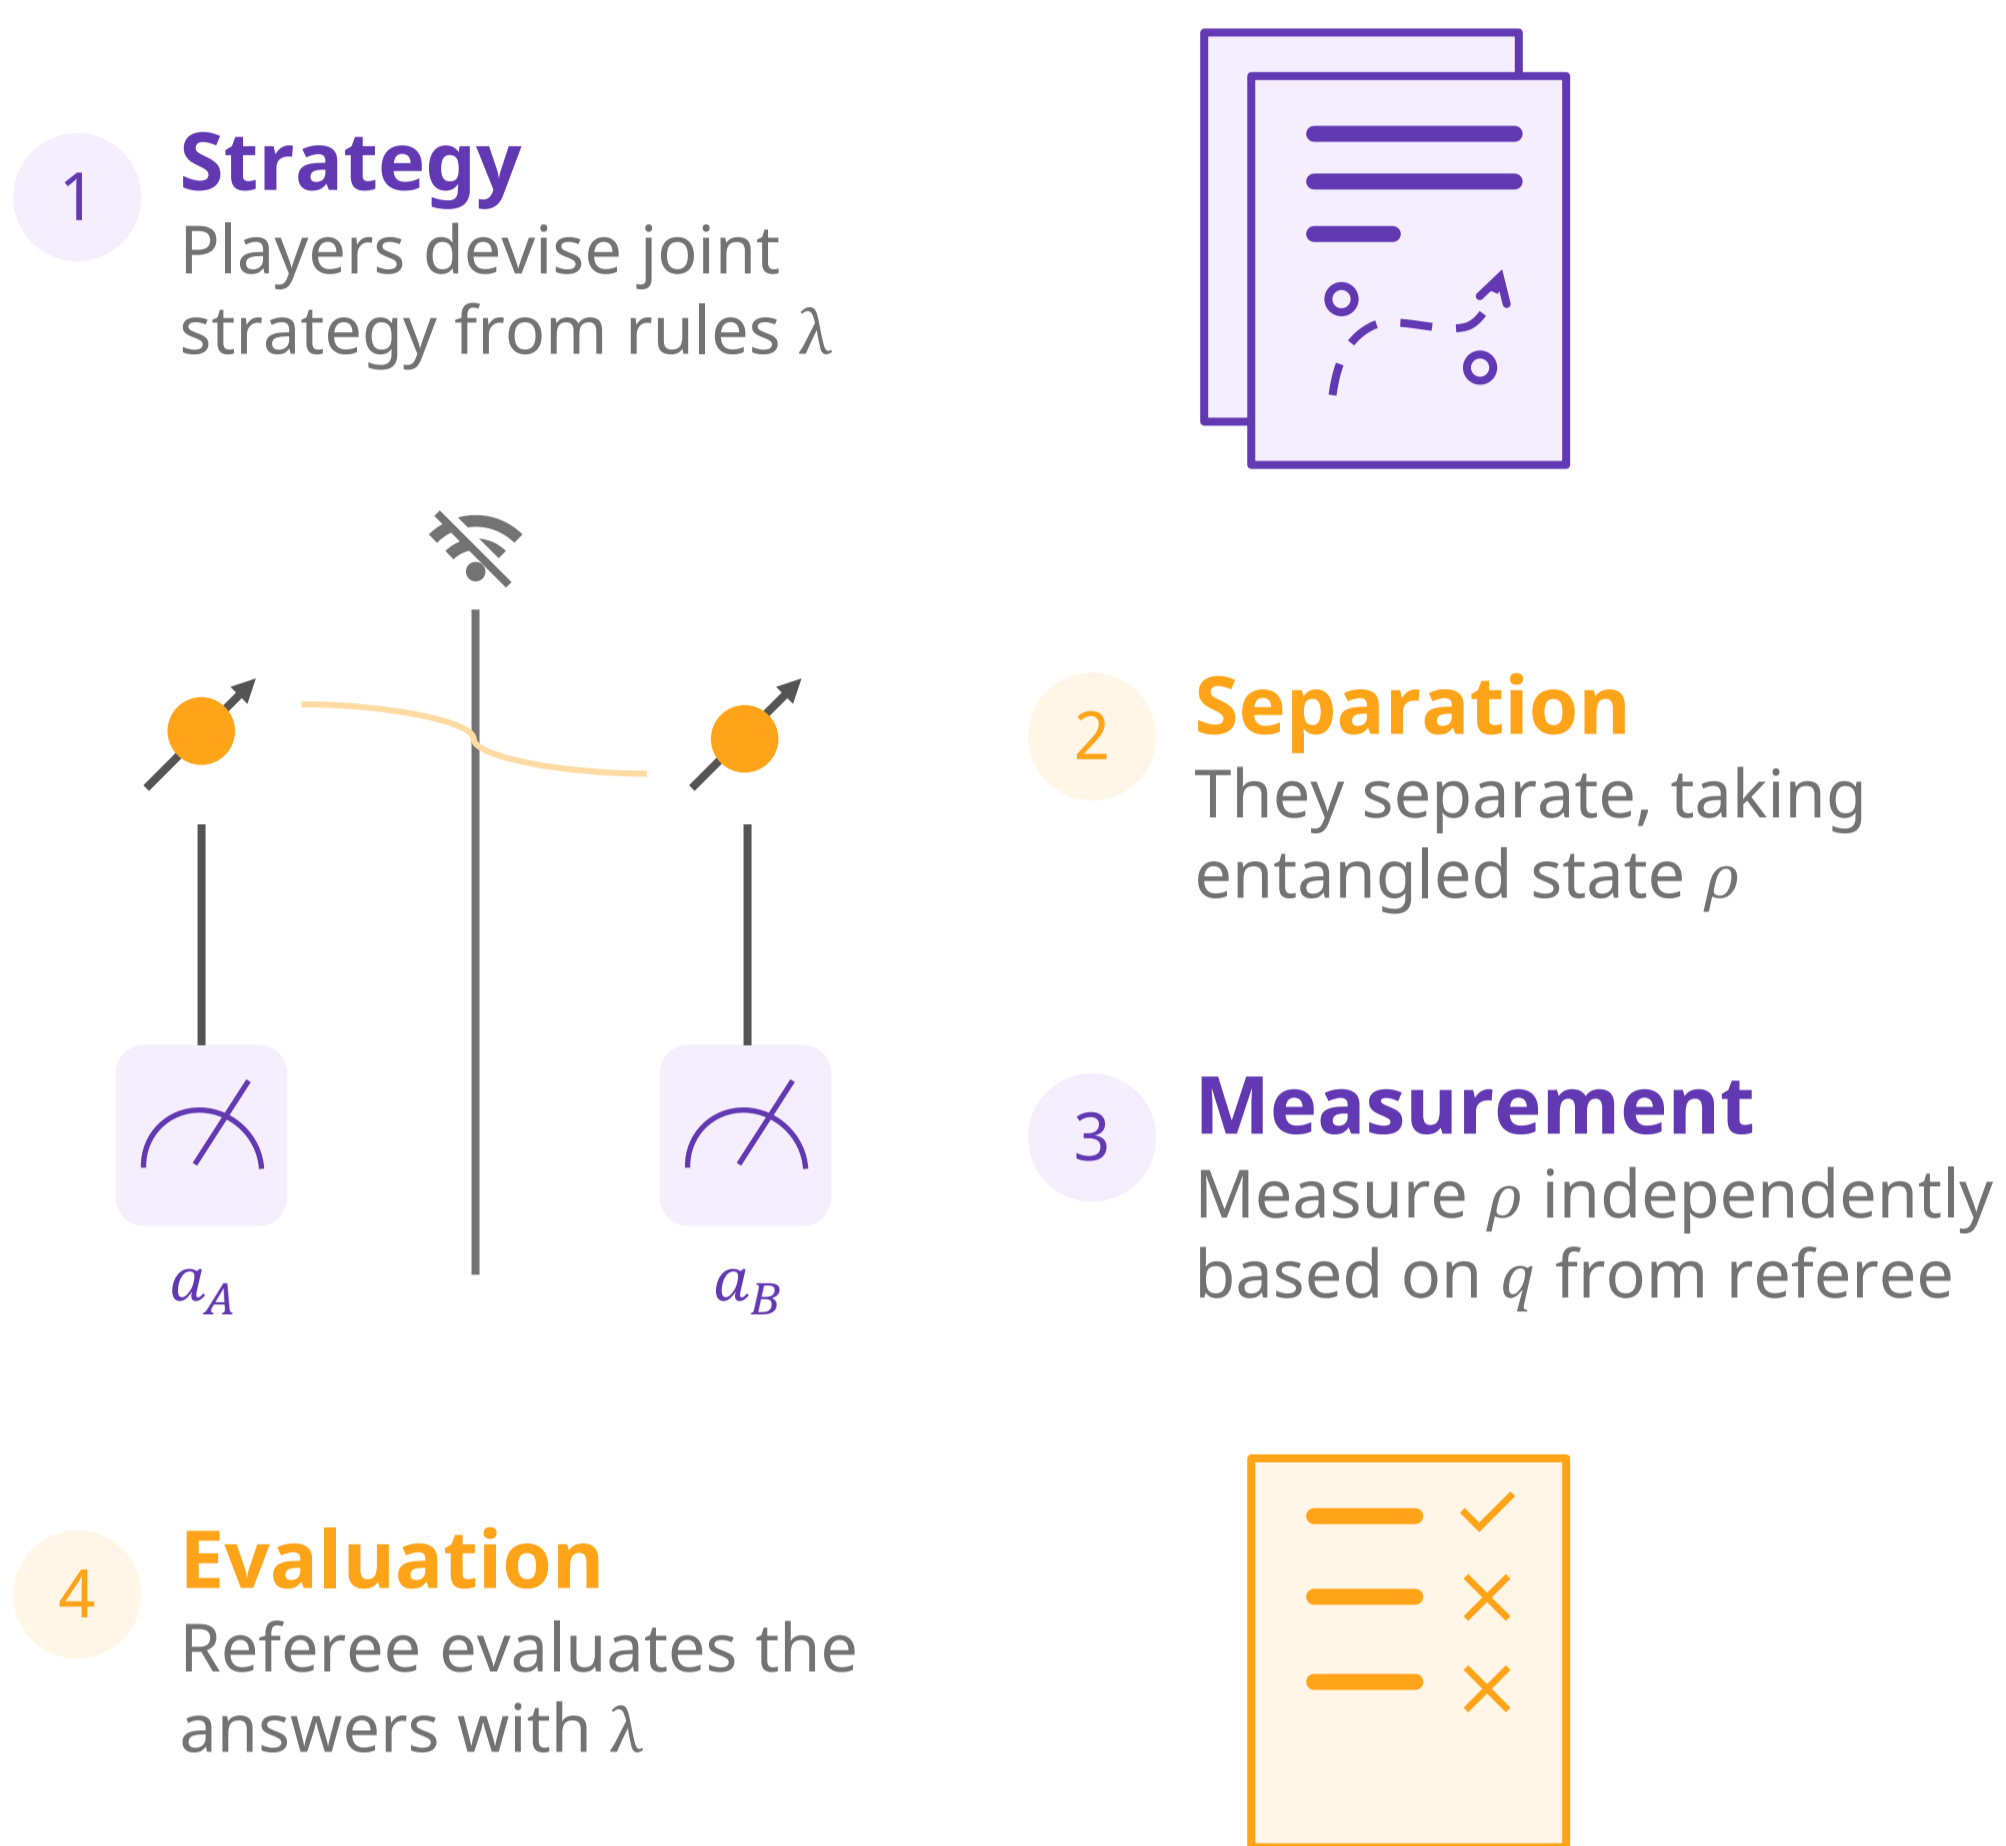 1
Strategy
Players devise joint
strategy from rules λ
2
Separation
They separate, taking
entangled state ρ
3
Measurement
Measure ρ independently
based on q from referee
a_A
a_B
4
Evaluation
Referee evaluates the
answers with λ